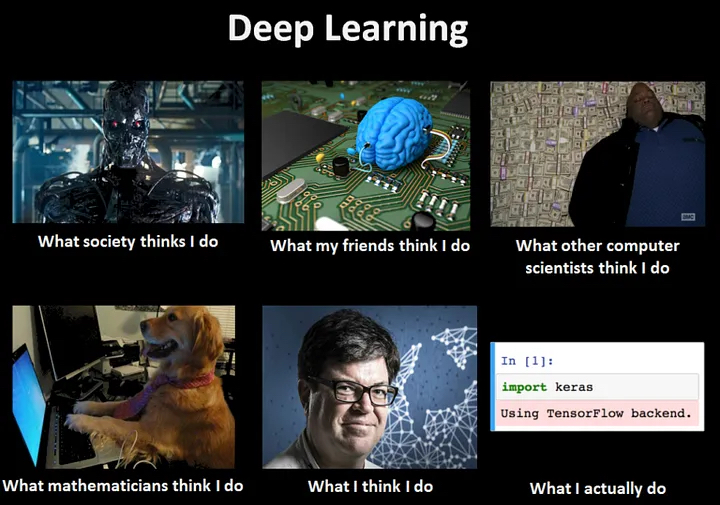 Deep Learning
What society thinks I do
What my friends think I do
aMC
What other computer
scientists think I do
What mathematicians think I do
What I think I do
In [1]:
import keras
Using TensorFlow backend.
What I actually do